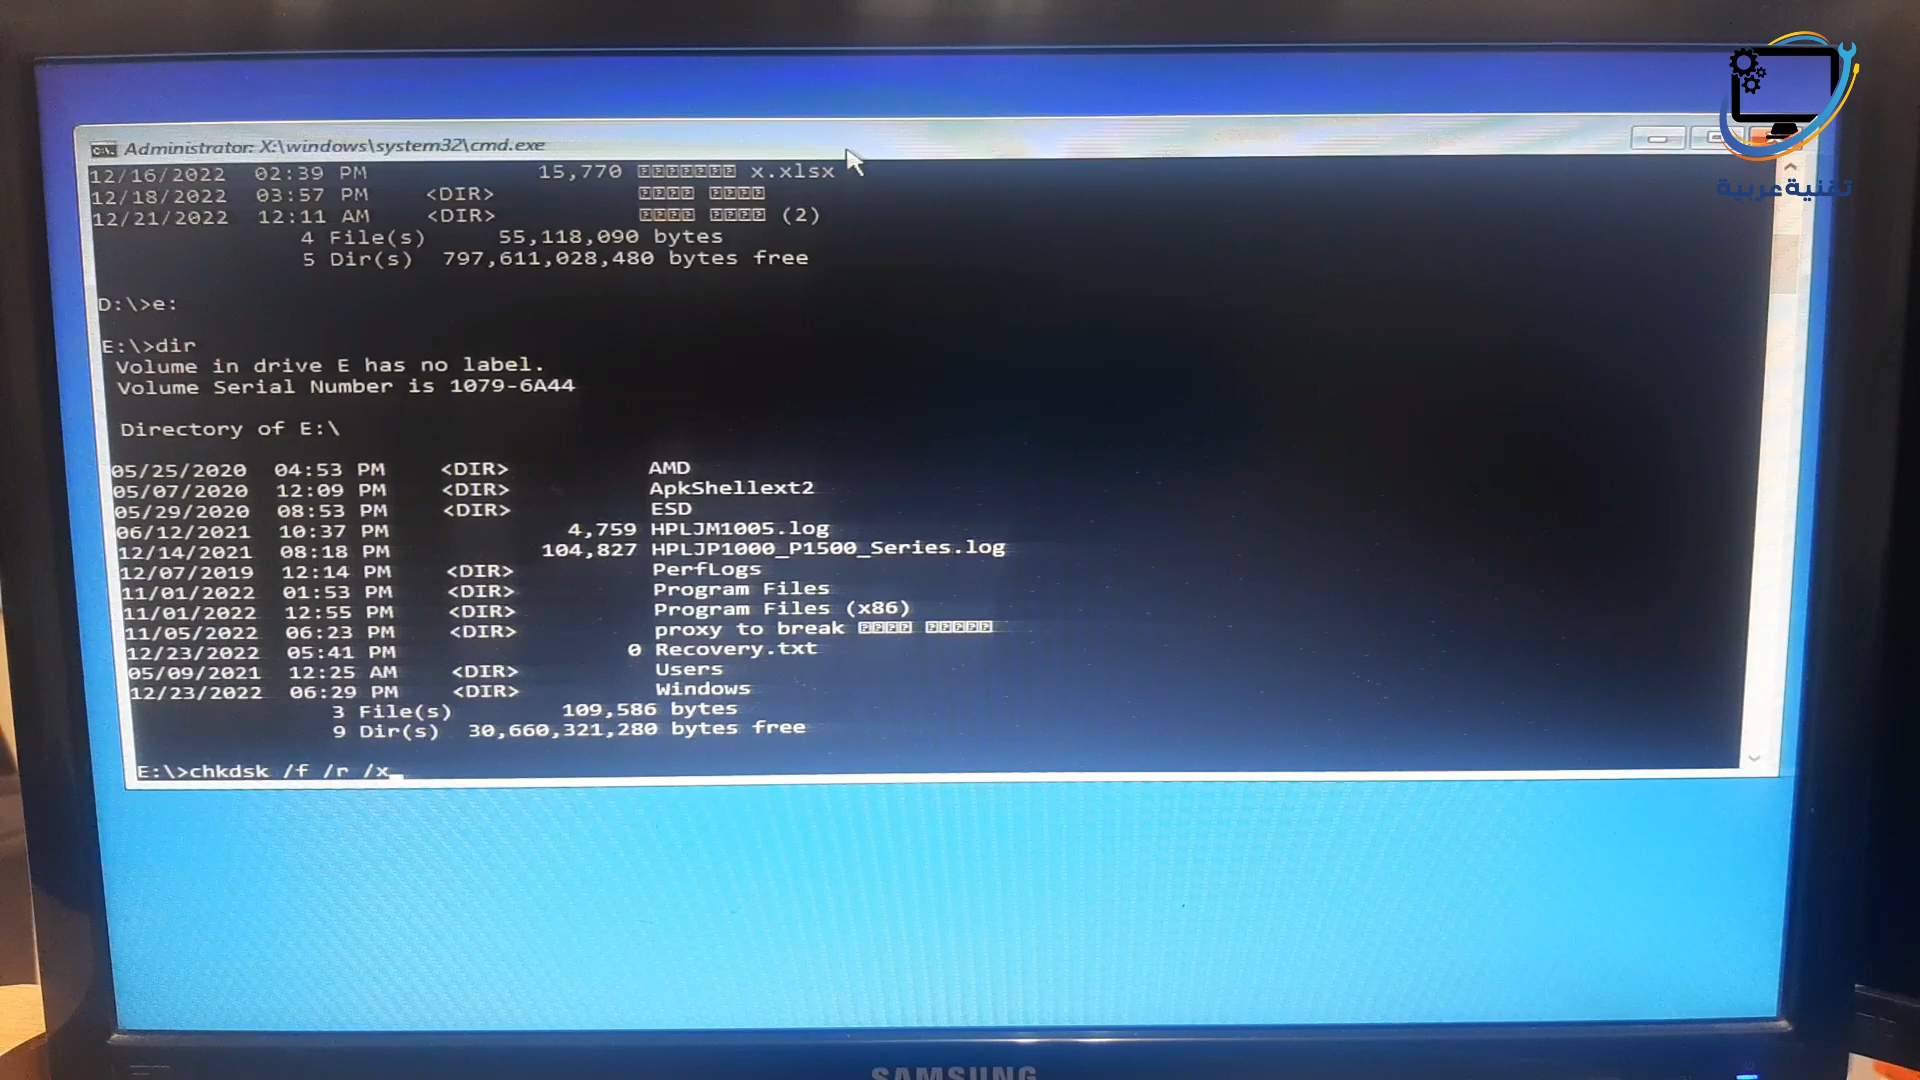 Administrator: X:\windows\system32\cmd.exe
تقنية عربية
12/16/2022 02:39 PM 15,770 x.xlsx
12/18/2022 03:57 PM <DIR>
12/21/2022 12:11 AM <DIR> (2)
4 File(s) 55,118,090 bytes
5 Dir(s) 797,611,028,480 bytes free
D:\>e:
E:\>dir
Volume in drive E has no label.
Volume Serial Number is 1079-6A44
Directory of E:\
05/25/2020 04:53 PM <DIR> AMD
05/07/2020 12:09 PM <DIR> ApkShellext2
05/29/2020 08:53 PM <DIR> ESD
06/12/2021 10:37 PM 4,759 HPLJM1005.log
12/14/2021 08:18 PM 104,827 HPLJP1000_P1500_Series.log
12/07/2019 12:14 PM <DIR> PerfLogs
11/01/2022 01:53 PM <DIR> Program Files
11/01/2022 12:55 PM <DIR> Program Files (x86)
11/05/2022 06:23 PM <DIR> proxy to break
12/23/2022 05:41 PM 0 Recovery.txt
05/09/2021 12:25 AM <DIR> Users
12/23/2022 06:29 PM <DIR> Windows
3 File(s) 109,586 bytes
9 Dir(s) 30,660,321,280 bytes free
E:\>chkdsk /f /r /x_
SAMSUNG